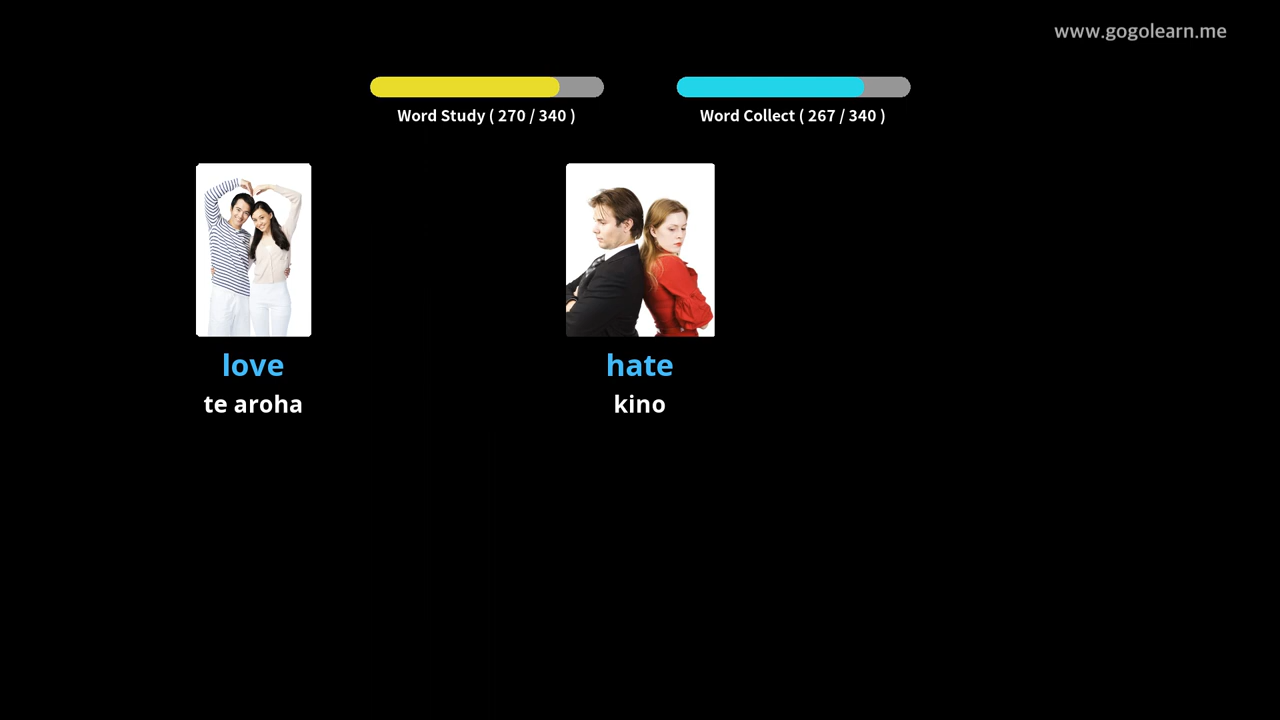 www.gogolearn.me
Word Study ( 270 / 340 )
Word Collect ( 267 / 340 )
love
te aroha
hate
kino